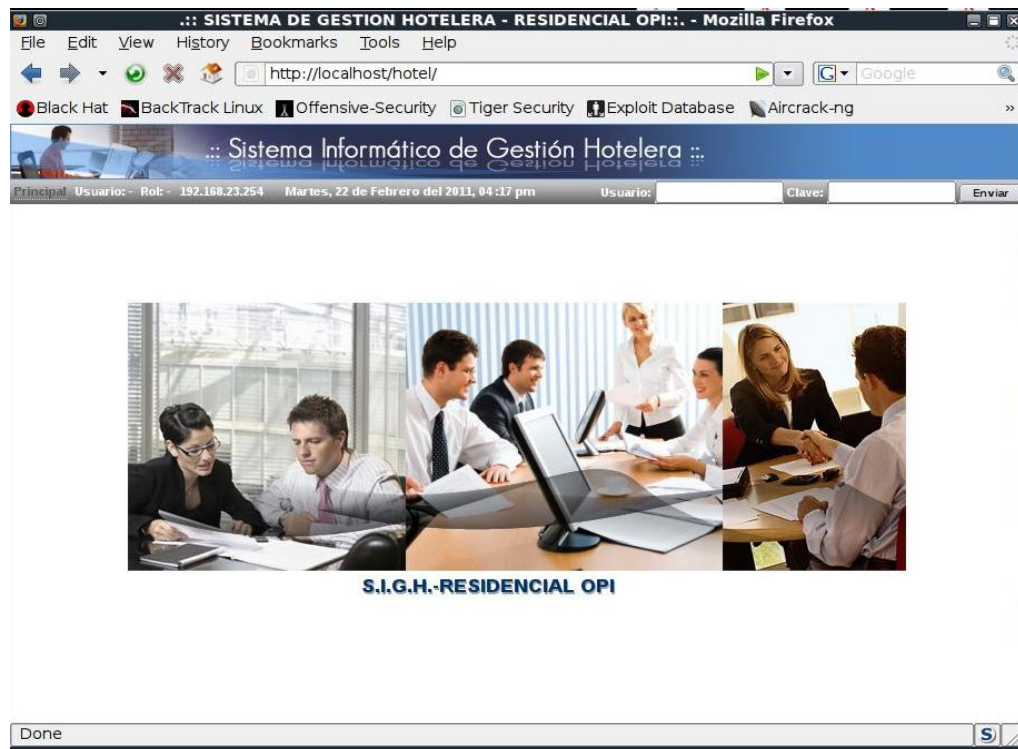 .:: SISTEMA DE GESTION HOTELERA - RESIDENCIAL OPI::. - Mozilla Firefox
File Edit View History Bookmarks Tools Help
http://localhost/hotel/ G Google
Black Hat BackTrack Linux Offensive-Security Tiger Security Exploit Database Aircrack-ng »
.:: Sistema Informático de Gestión Hotelera ::.
Principal Usuario: - Rol: - 192.168.23.254 Martes, 22 de Febrero del 2011, 04:17 pm Usuario: Clave: Enviar
S.I.G.H.-RESIDENCIAL OPI
Done S